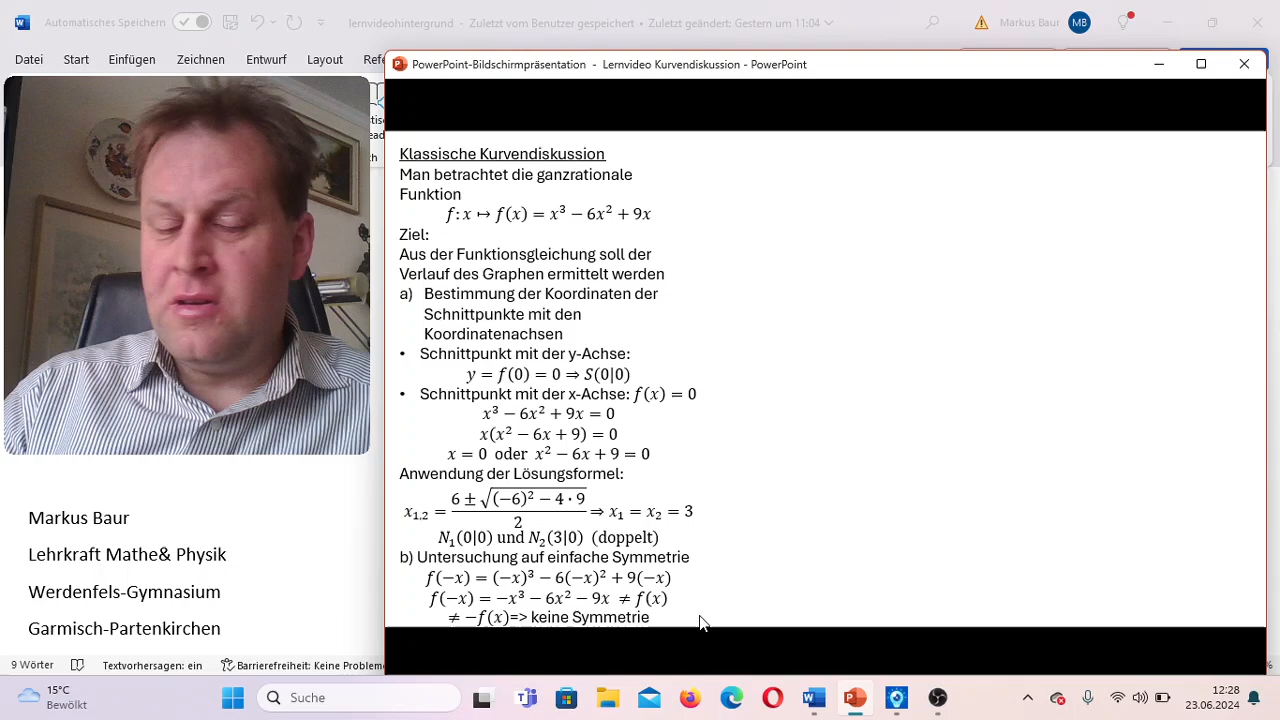 Automatisches Speichern
lernvideohintergrund - Zuletzt vom Benutzer gespeichert • Zuletzt geändert: Gestern um 11:04
Markus Baur
MB
Datei Start Einfügen Zeichnen Entwurf Layout
PowerPoint-Bildschirmpräsentation - Lernvideo Kurvendiskussion - PowerPoint
Klassische Kurvendiskussion
Man betrachtet die ganzrationale
Funktion
f: x ↦ f(x) = x³ − 6x² + 9x
Ziel:
Aus der Funktionsgleichung soll der
Verlauf des Graphen ermittelt werden
a) Bestimmung der Koordinaten der
Schnittpunkte mit den
Koordinatenachsen
• Schnittpunkt mit der y-Achse:
y = f(0) = 0 ⇒ S(0|0)
• Schnittpunkt mit der x-Achse: f(x) = 0
x³ − 6x² + 9x = 0
x(x² − 6x + 9) = 0
x = 0 oder x² − 6x + 9 = 0
Anwendung der Lösungsformel:
x₁.₂ = (6 ± √((−6)² − 4 · 9))/2 ⇒ x₁ = x₂ = 3
N₁(0|0) und N₂(3|0) (doppelt)
b) Untersuchung auf einfache Symmetrie
f(−x) = (−x)³ − 6(−x)² + 9(−x)
f(−x) = −x³ − 6x² − 9x ≠ f(x)
≠ −f(x)=> keine Symmetrie
Markus Baur
Lehrkraft Mathe& Physik
Werdenfels-Gymnasium
Garmisch-Partenkirchen
9 Wörter
Textvorhersagen: ein
Barrierefreiheit: Keine Probleme
15°C
Bewölkt
Suche
12:28
23.06.2024